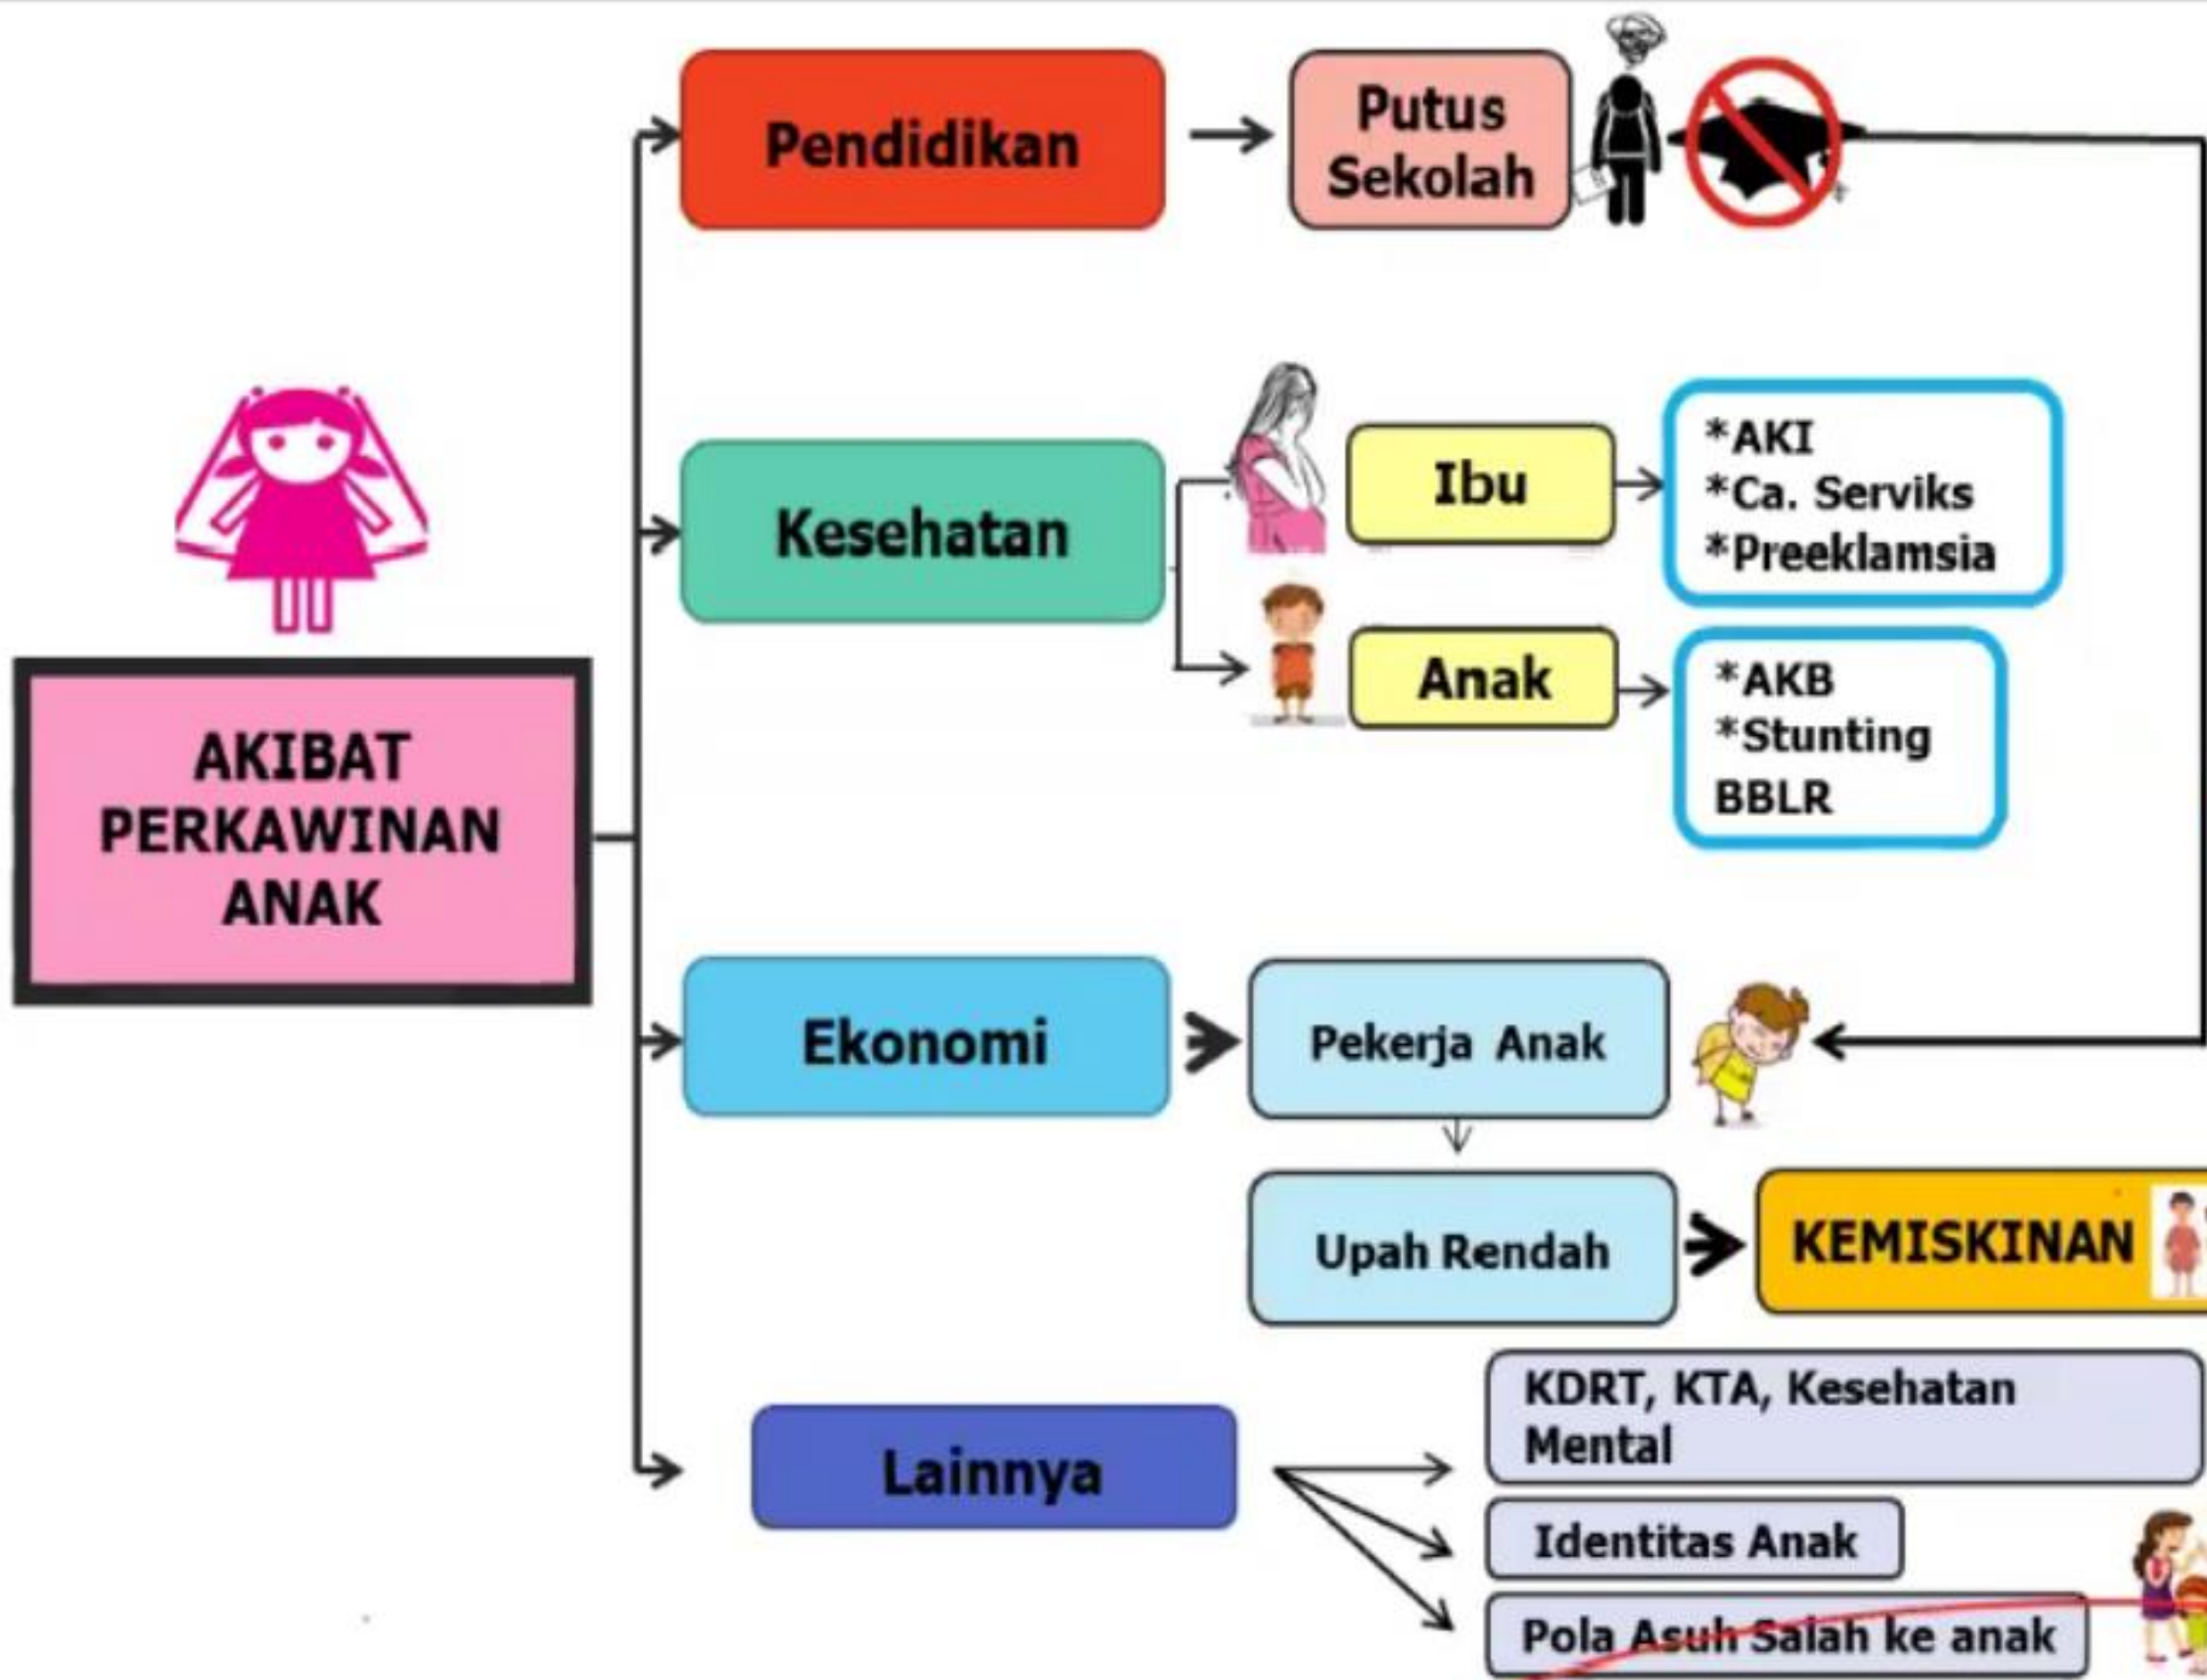 Pendidikan
Putus
Sekolah
Kesehatan
Ibu
*AKI
*Ca. Serviks
*Preeklamsia
Anak
*AKB
*Stunting
BBLR
AKIBAT
PERKAWINAN
ANAK
Ekonomi
Pekerja Anak
Upah Rendah
KEMISKINAN
Lainnya
KDRT, KTA, Kesehatan
Mental
Identitas Anak
Pola Asuh Salah ke anak